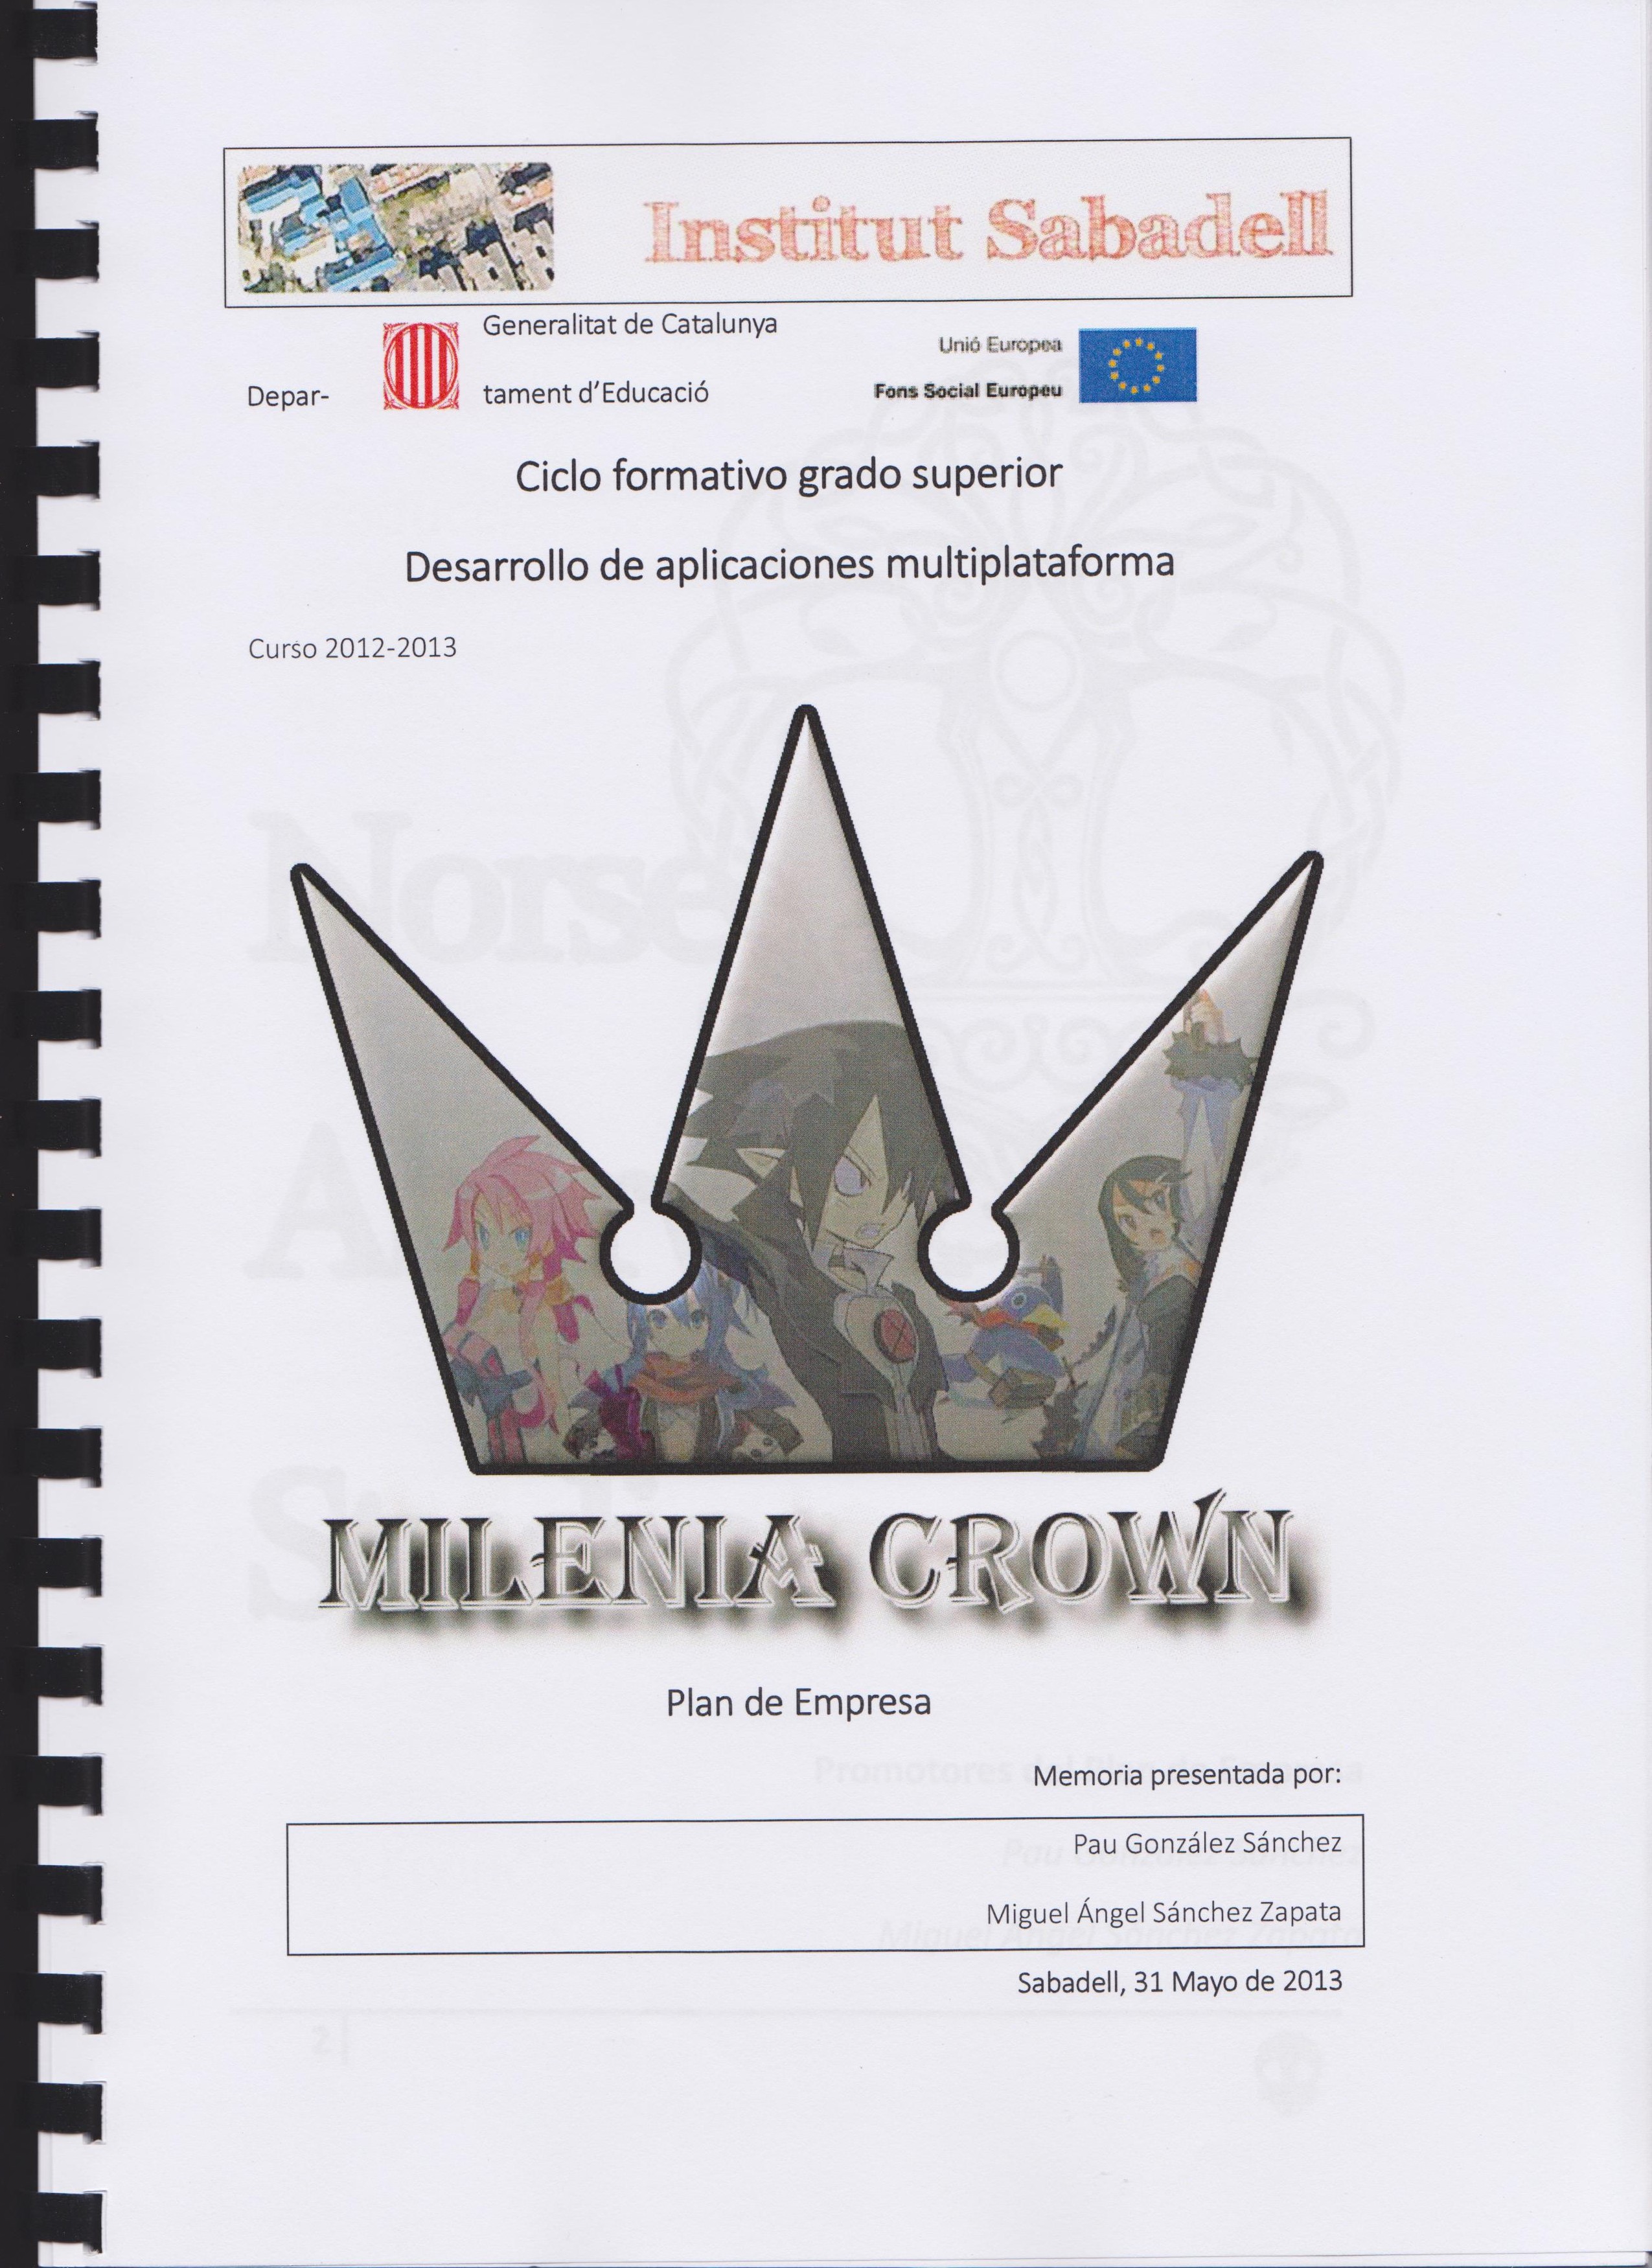 Institut Sabadell
Generalitat de Catalunya
Unió Europea
Depar-
tament d'Educació
Fons Social Europeu
Ciclo formativo grado superior
Desarrollo de aplicaciones multiplataforma
Curso 2012-2013
Norse
MILENIA CROWN
Plan de Empresa
Memoria presentada por:
Pau González Sánchez
Miguel Ángel Sánchez Zapata
Sabadell, 31 Mayo de 2013
2